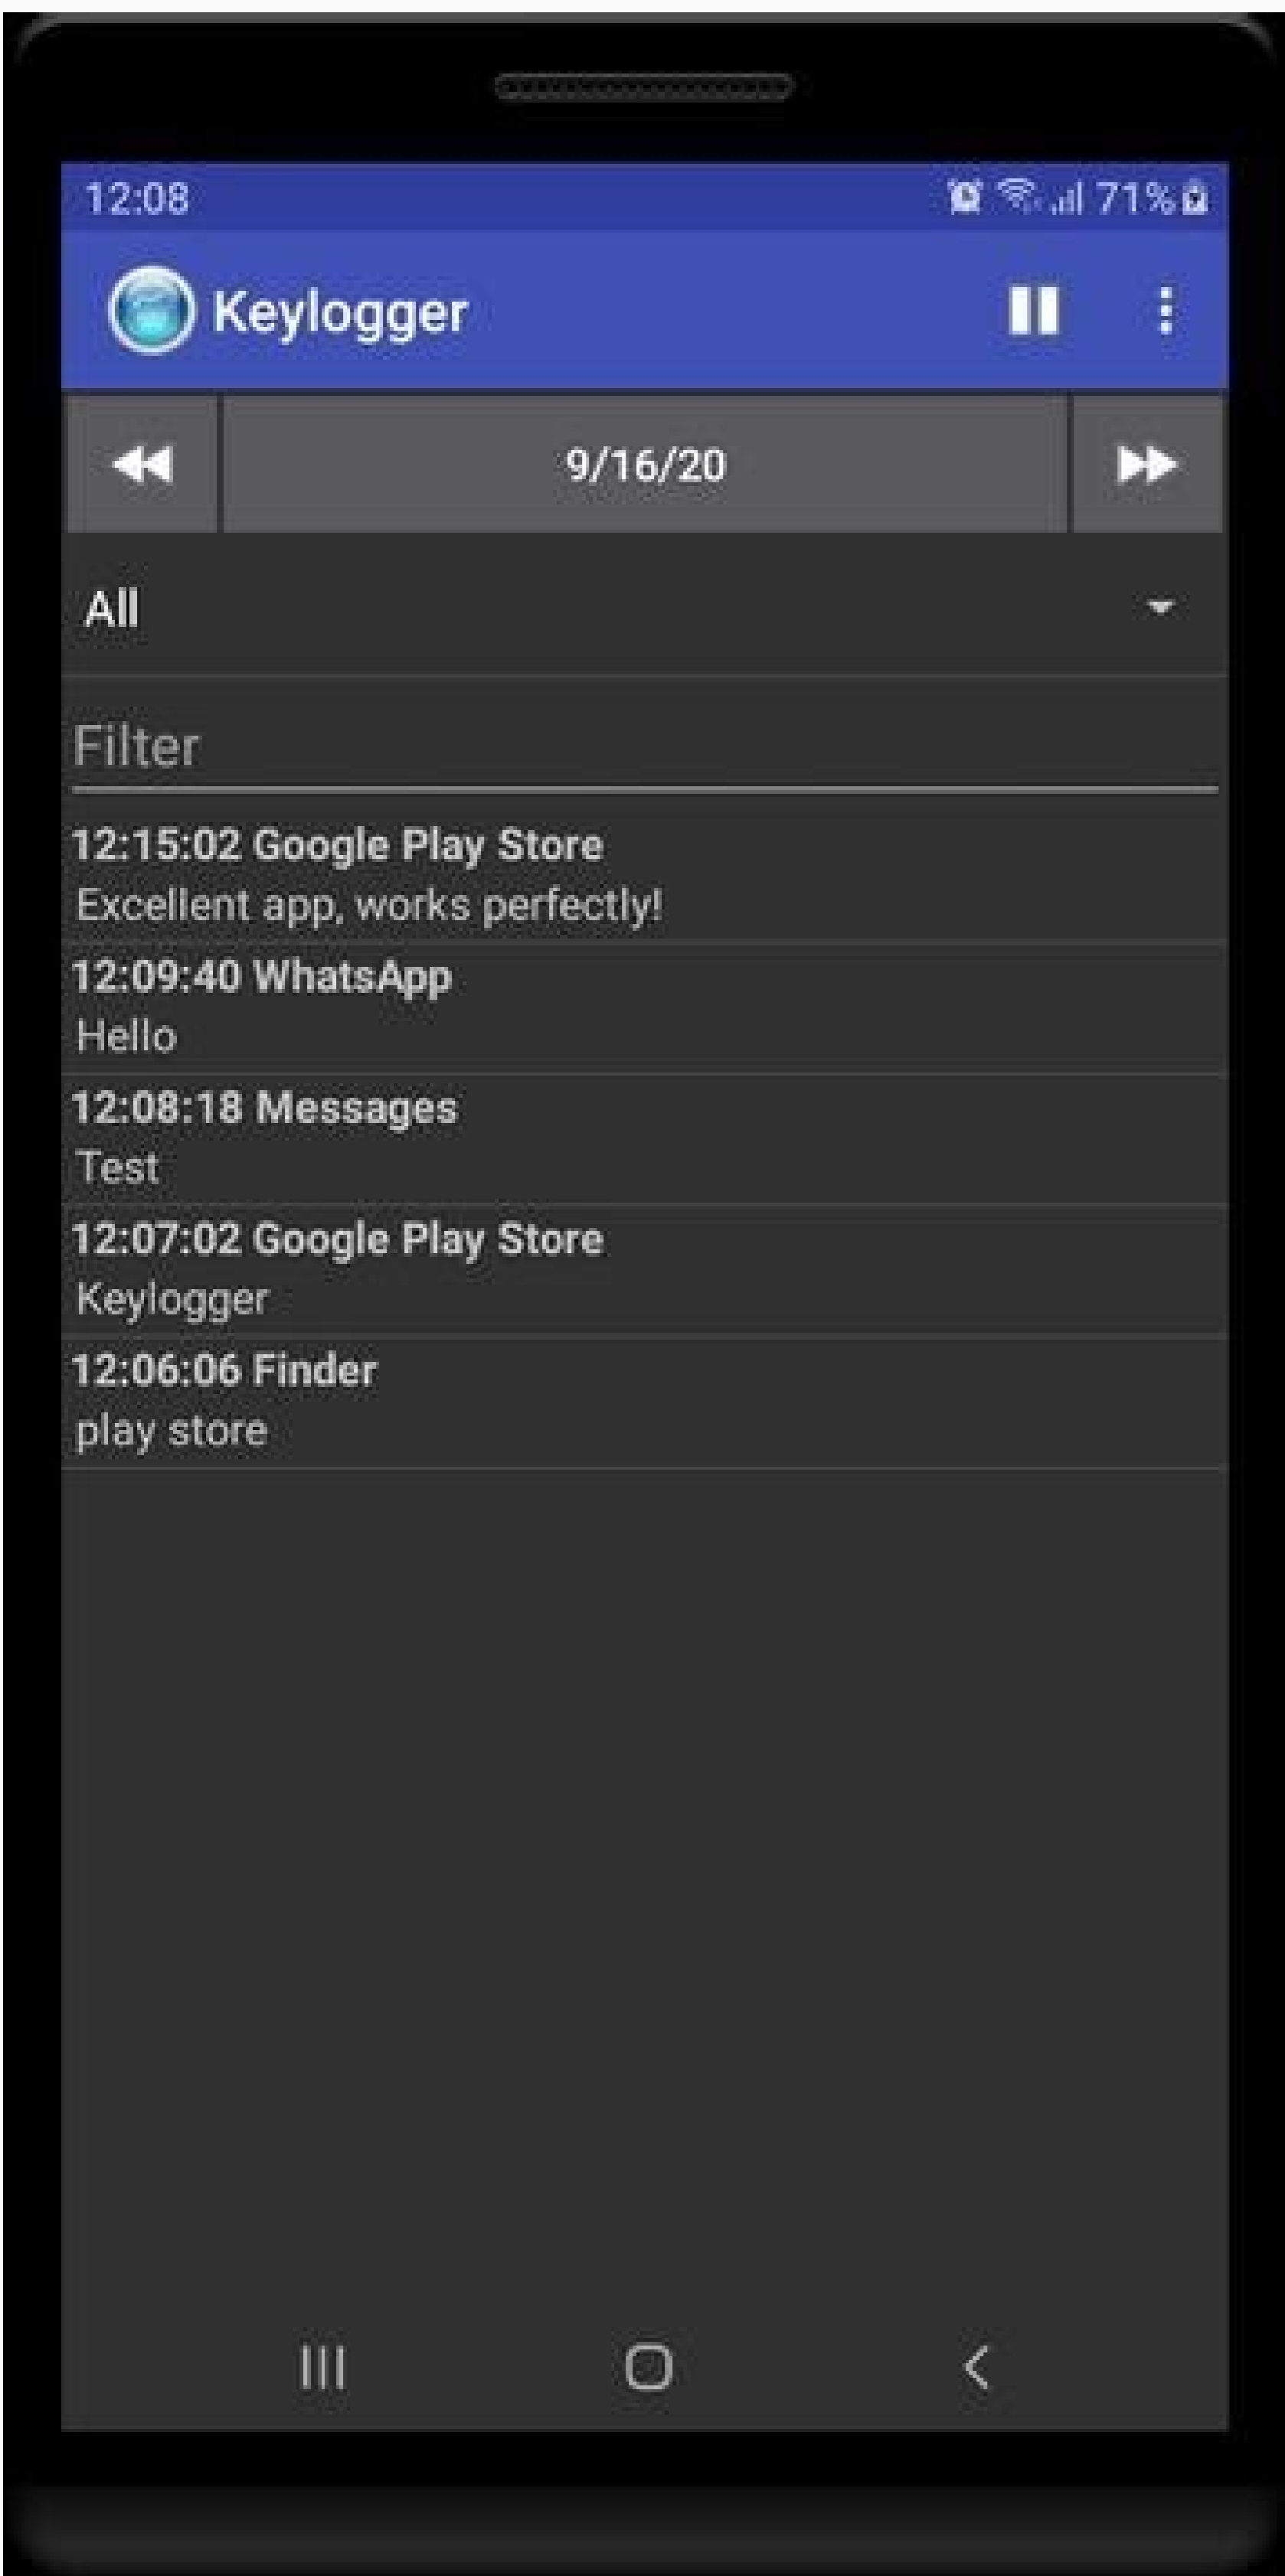 12:08
71%
Keylogger
9/16/20
All
Filter
12:15:02 Google Play Store
Excellent app, works perfectly!
12:09:40 WhatsApp
Hello
12:08:18 Messages
Test
12:07:02 Google Play Store
Keylogger
12:06:06 Finder
play store